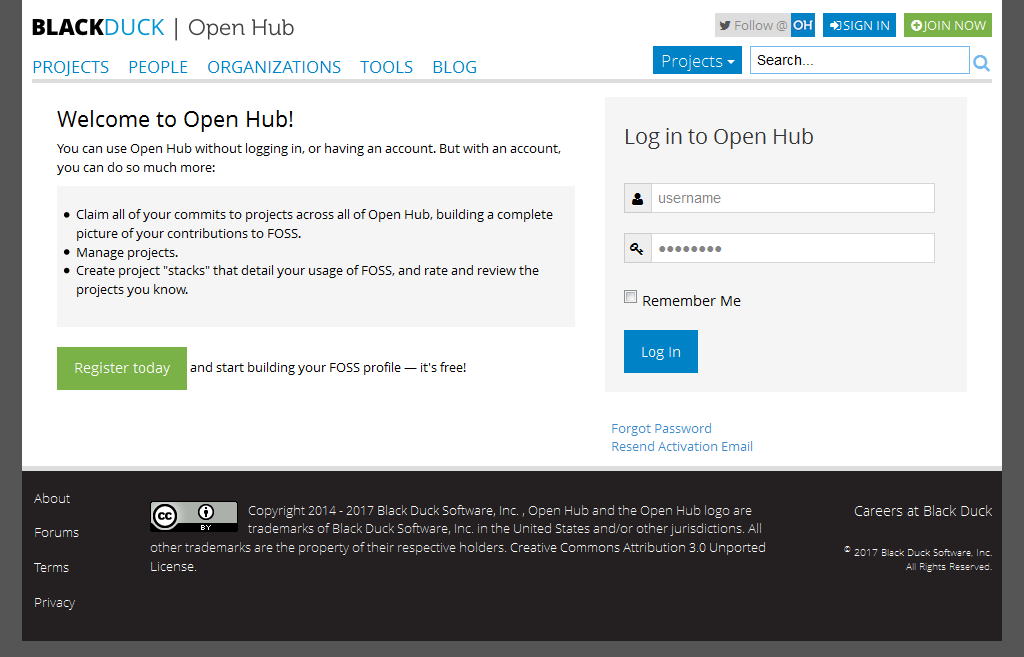 BLACKDUCK | Open Hub
Follow @ OH
SIGN IN
JOIN NOW
PROJECTS PEOPLE ORGANIZATIONS TOOLS BLOG
Projects
Search...
Welcome to Open Hub!
You can use Open Hub without logging in, or having an account. But with an account,
you can do so much more:
Claim all of your commits to projects across all of Open Hub, building a complete
picture of your contributions to FOSS.
Manage projects.
Create project "stacks" that detail your usage of FOSS, and rate and review the
projects you know.
Register today and start building your FOSS profile — it's free!
Log in to Open Hub
username
Remember Me
Log In
Forgot Password
Resend Activation Email
About
Forums
Terms
Privacy
cc
BY
Copyright 2014 - 2017 Black Duck Software, Inc. , Open Hub and the Open Hub logo are
trademarks of Black Duck Software, Inc. in the United States and/or other jurisdictions. All
other trademarks are the property of their respective holders. Creative Commons Attribution 3.0 Unported
License.
Careers at Black Duck
© 2017 Black Duck Software, Inc.
All Rights Reserved.